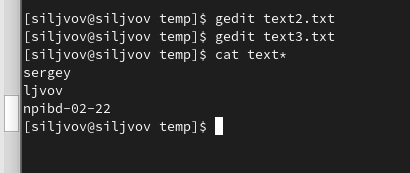 [siljvov@siljvov temp]$ gedit text2.txt
[siljvov@siljvov temp]$ gedit text3.txt
[siljvov@siljvov temp]$ cat text*
sergey
ljvov
npibd-02-22
[siljvov@siljvov temp]$